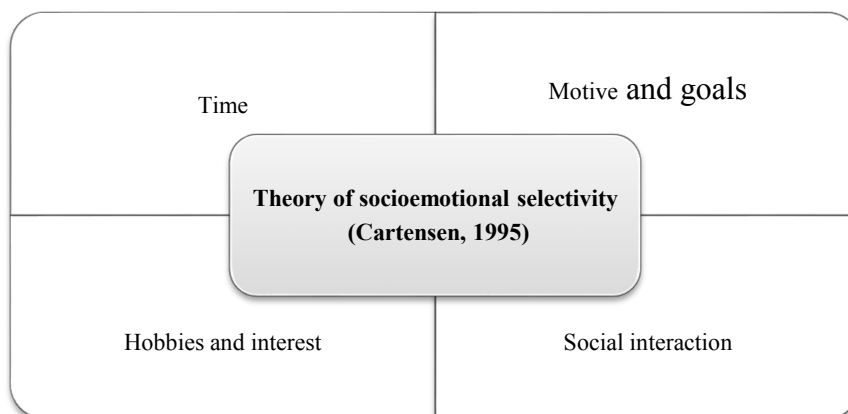 Time
Motive and goals
Theory of socioemotional selectivity
(Cartensen, 1995)
Hobbies and interest
Social interaction